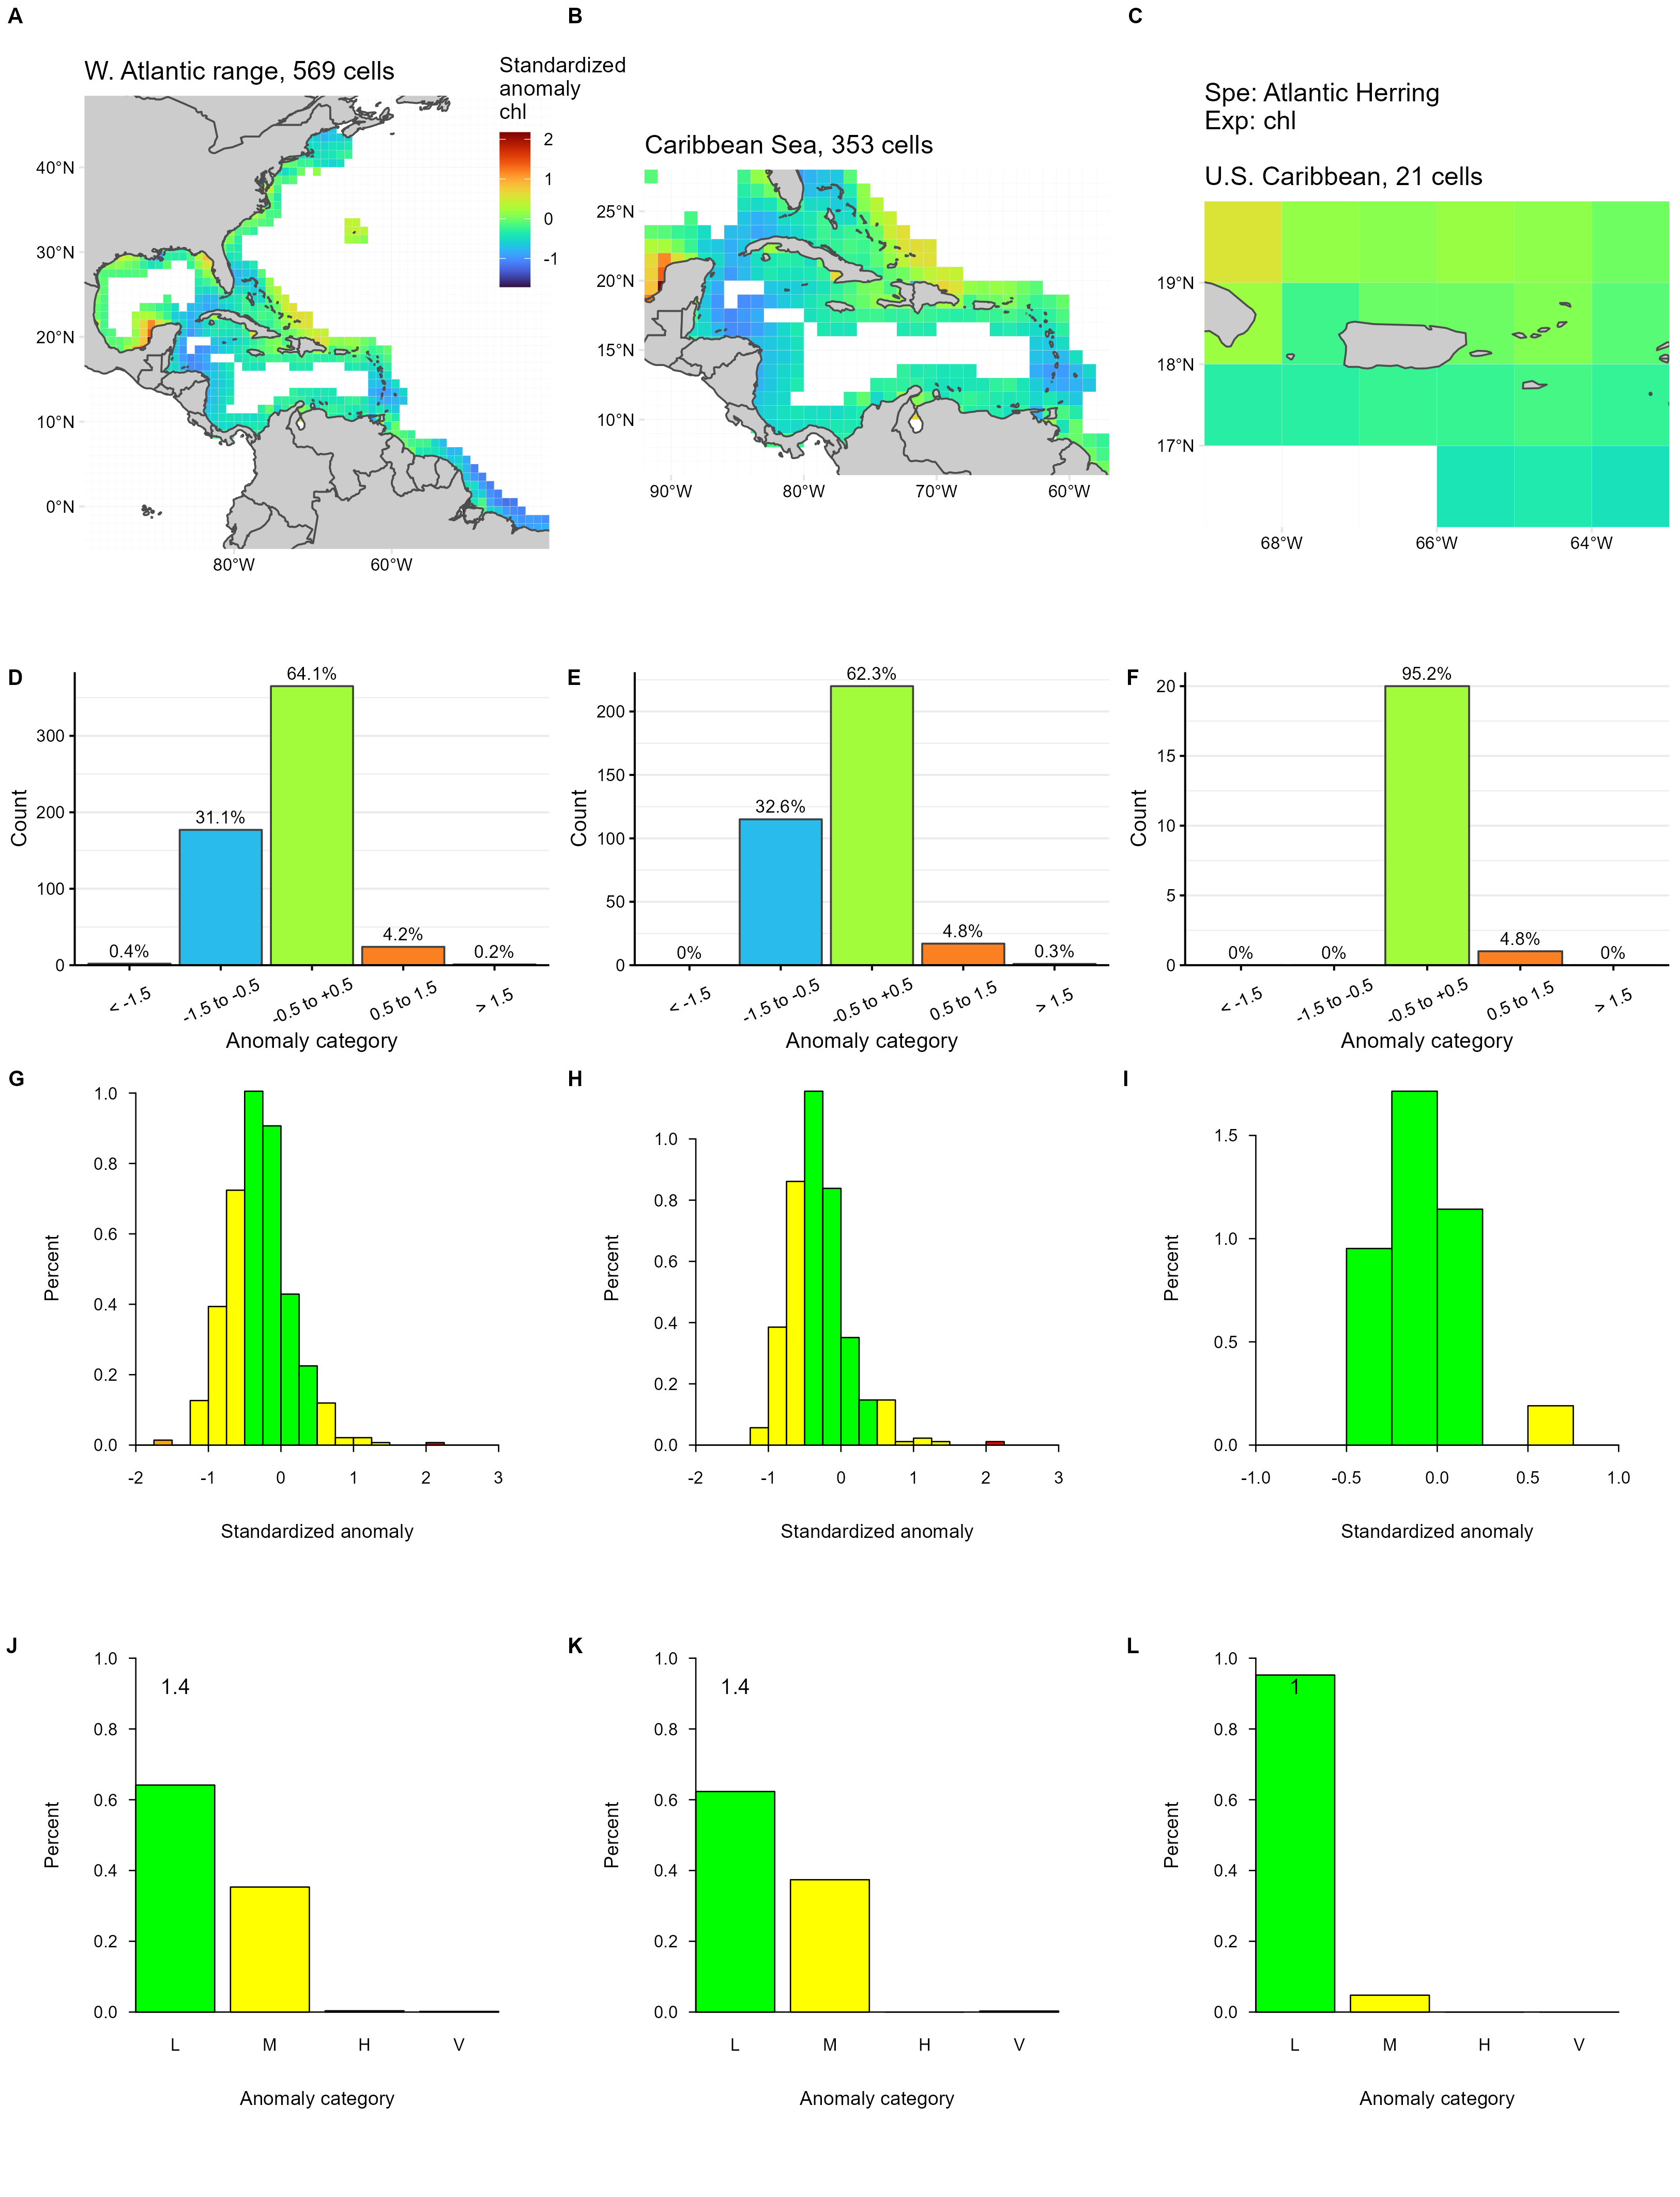 A
B
C
W. Atlantic range, 569 cells
Standardized
anomaly
chl
2
1
0
-1
40°N
30°N
20°N
10°N
0°N
80°W
60°W
Caribbean Sea, 353 cells
25°N
20°N
15°N
10°N
90°W
80°W
70°W
60°W
Spe: Atlantic Herring
Exp: chl
U.S. Caribbean, 21 cells
19°N
18°N
17°N
68°W
66°W
64°W
D
Count
300
200
100
0
0.4%
31.1%
64.1%
4.2%
0.2%
< -1.5
-1.5 to -0.5
-0.5 to +0.5
0.5 to 1.5
> 1.5
Anomaly category
E
Count
200
150
100
50
0
0%
32.6%
62.3%
4.8%
0.3%
< -1.5
-1.5 to -0.5
-0.5 to +0.5
0.5 to 1.5
> 1.5
Anomaly category
F
Count
20
15
10
5
0
0%
0%
95.2%
4.8%
0%
< -1.5
-1.5 to -0.5
-0.5 to +0.5
0.5 to 1.5
> 1.5
Anomaly category
G
Percent
1.0
0.8
0.6
0.4
0.2
0.0
-2
-1
0
1
2
3
Standardized anomaly
H
Percent
1.0
0.8
0.6
0.4
0.2
0.0
-2
-1
0
1
2
3
Standardized anomaly
I
Percent
1.5
1.0
0.5
0.0
-1.0
-0.5
0.0
0.5
1.0
Standardized anomaly
J
Percent
1.0
0.8
0.6
0.4
0.2
0.0
1.4
L
M
H
V
Anomaly category
K
Percent
1.0
0.8
0.6
0.4
0.2
0.0
1.4
L
M
H
V
Anomaly category
L
Percent
1.0
0.8
0.6
0.4
0.2
0.0
1
L
M
H
V
Anomaly category